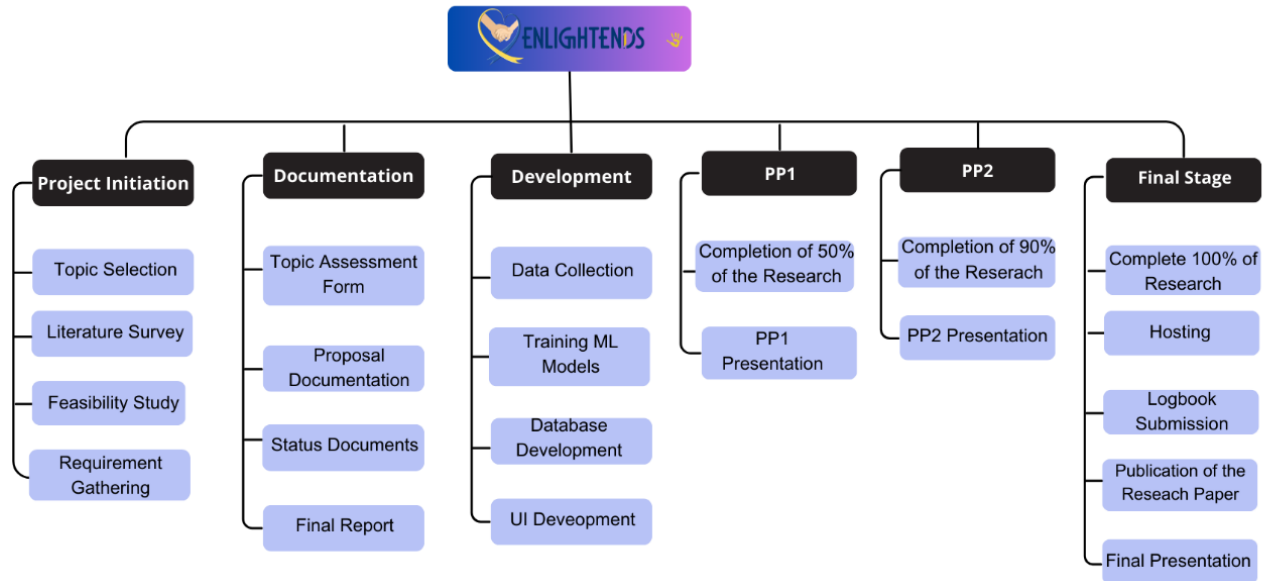 ENLIGHTENDS
Project Initiation
Topic Selection
Literature Survey
Feasibility Study
Requirement
Gathering
Documentation
Topic Assessment
Form
Proposal
Documentation
Status Documents
Final Report
Development
Data Collection
Training ML
Models
Database
Development
UI Deveopment
PP1
Completion of 50%
of the Research
PP1
Presentation
PP2
Completion of 90%
of the Reserach
PP2 Presentation
Final Stage
Complete 100% of
Research
Hosting
Logbook
Submission
Publication of the
Reseach Paper
Final Presentation